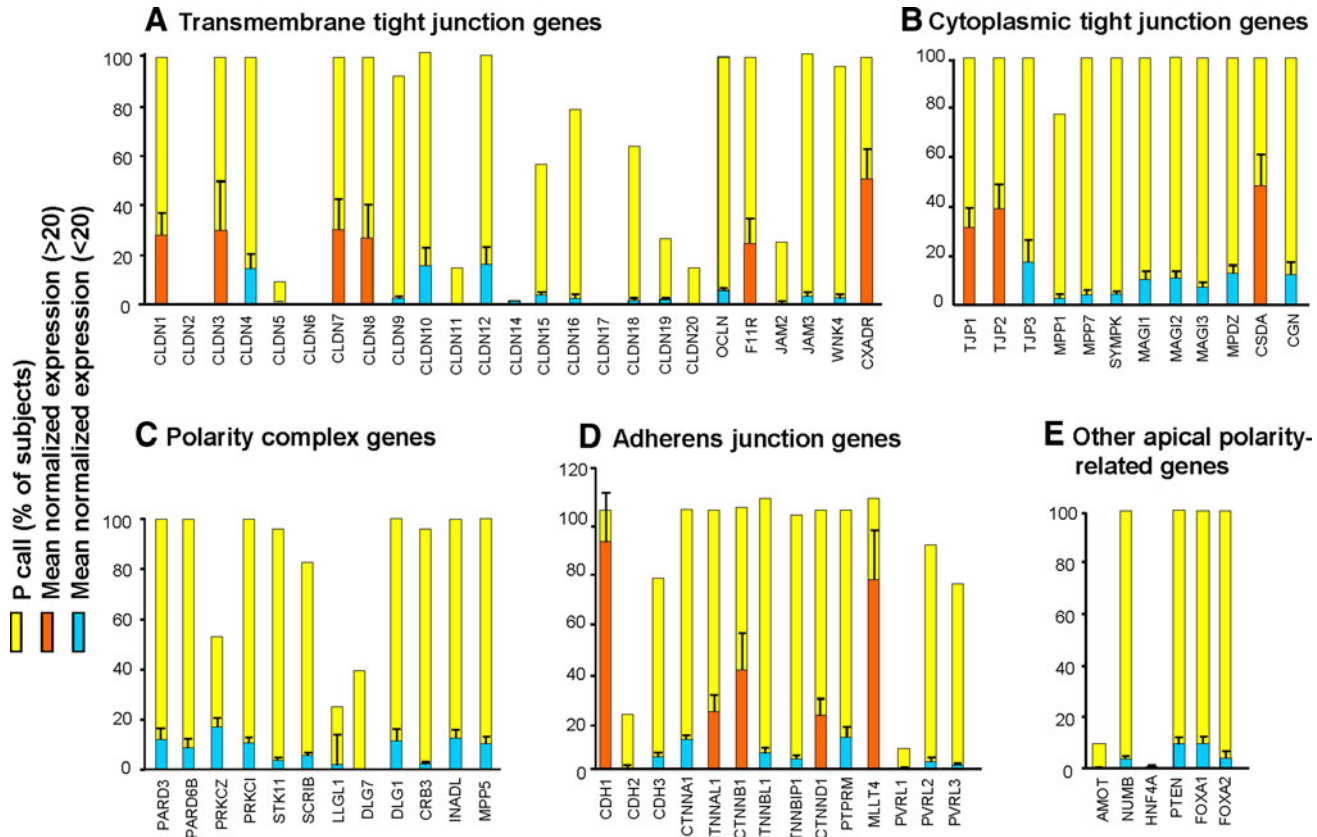 A Transmembrane tight junction genes
100
80
60
40
20
0
CLDN1
CLDN2
CLDN3
CLDN4
CLDN5
CLDN6
CLDN7
CLDN8
CLDN9
CLDN10
CLDN11
CLDN12
CLDN14
CLDN15
CLDN16
CLDN17
CLDN18
CLDN19
CLDN20
OCLN
F11R
JAM2
JAM3
WNK4
CXADR
B Cytoplasmic tight junction genes
100
80
60
40
20
0
TJP1
TJP2
TJP3
MPP1
MPP7
SYMPK
MAGI1
MAGI2
MAGI3
MPDZ
CSDA
CGN
P call (% of subjects)
Mean normalized expression (>20)
Mean normalized expression (<20)
C Polarity complex genes
100
80
60
40
20
0
PARD3
PARD6B
PRKCZ
PRKCI
STK11
SCRIB
LLGL1
DLG7
DLG1
CRB3
INADL
MPP5
D Adherens junction genes
120
100
80
60
40
20
0
CDH1
CDH2
CDH3
CTNNA1
CTNNAL1
CTNNB1
CTNNBL1
CTNNBIP1
CTNND1
PTPRM
MLLT4
PVRL1
PVRL2
PVRL3
E Other apical polarity-
related genes
100
80
60
40
20
0
AMOT
NUMB
HNF4A
PTEN
FOXA1
FOXA2